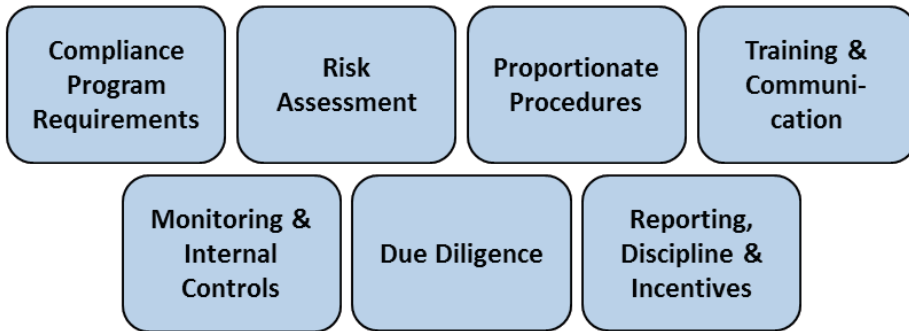 Compliance
Program
Requirements
Risk
Assessment
Proportionate
Procedures
Training &
Communi-
cation
Monitoring &
Internal
Controls
Due Diligence
Reporting,
Discipline &
Incentives